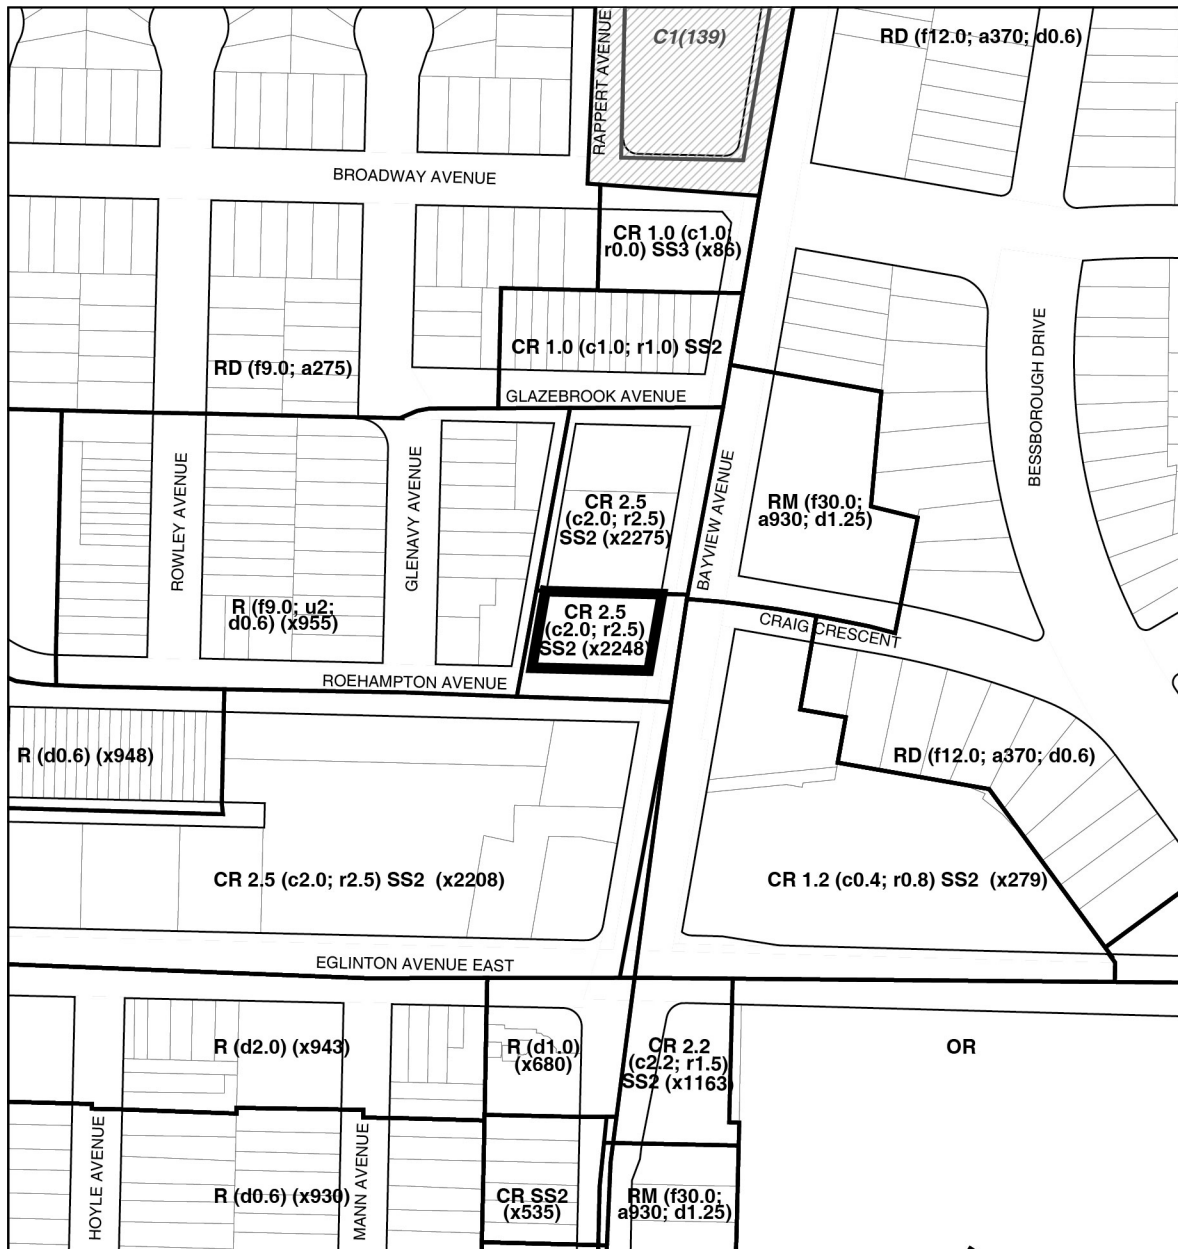 C1(139)
RD (f12.0; a370; d0.6)
RAPPERT AVENUE
BROADWAY AVENUE
CR 1.0 (c1.0;
r0.0) SS3 (x86)
BESSBOROUGH DRIVE
CR 1.0 (c1.0; r1.0) SS2
RD (f9.0; a275)
GLAZEBROOK AVENUE
ROWLEY AVENUE
GLENAVY AVENUE
CR 2.5
(c2.0; r2.5)
SS2 (x2275)
BAYVIEW AVENUE
RM (f30.0;
a930; d1.25)
R (f9.0; u2;
d0.6) (x955)
CR 2.5
(c2.0; r2.5)
SS2 (x2248)
CRAIG CRESCENT
ROEHAMPTON AVENUE
R (d0.6) (x948)
RD (f12.0; a370; d0.6)
CR 2.5 (c2.0; r2.5) SS2 (x2208)
CR 1.2 (c0.4; r0.8) SS2 (x279)
EGLINTON AVENUE EAST
R (d2.0) (x943)
R (d1.0)
(x680)
CR 2.2
(c2.2; r1.5)
SS2 (x1163)
OR
HOYLE AVENUE
MANN AVENUE
R (d0.6) (x930)
CR SS2
(x535)
RM (f30.0;
a930; d1.25)